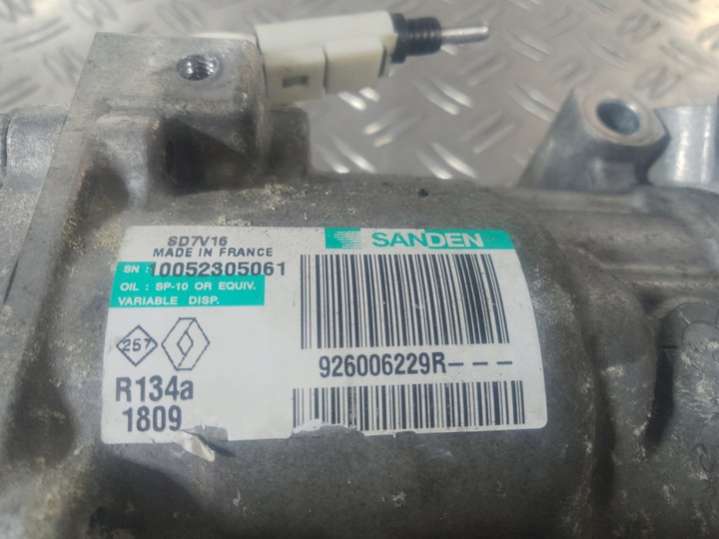 SD7V16
MADE IN FRANCE
SANDEN
SN : 10052305061
OIL : SP-10 OR EQUIV.
VARIABLE DISP.
257
926006229R---
R134a
1809